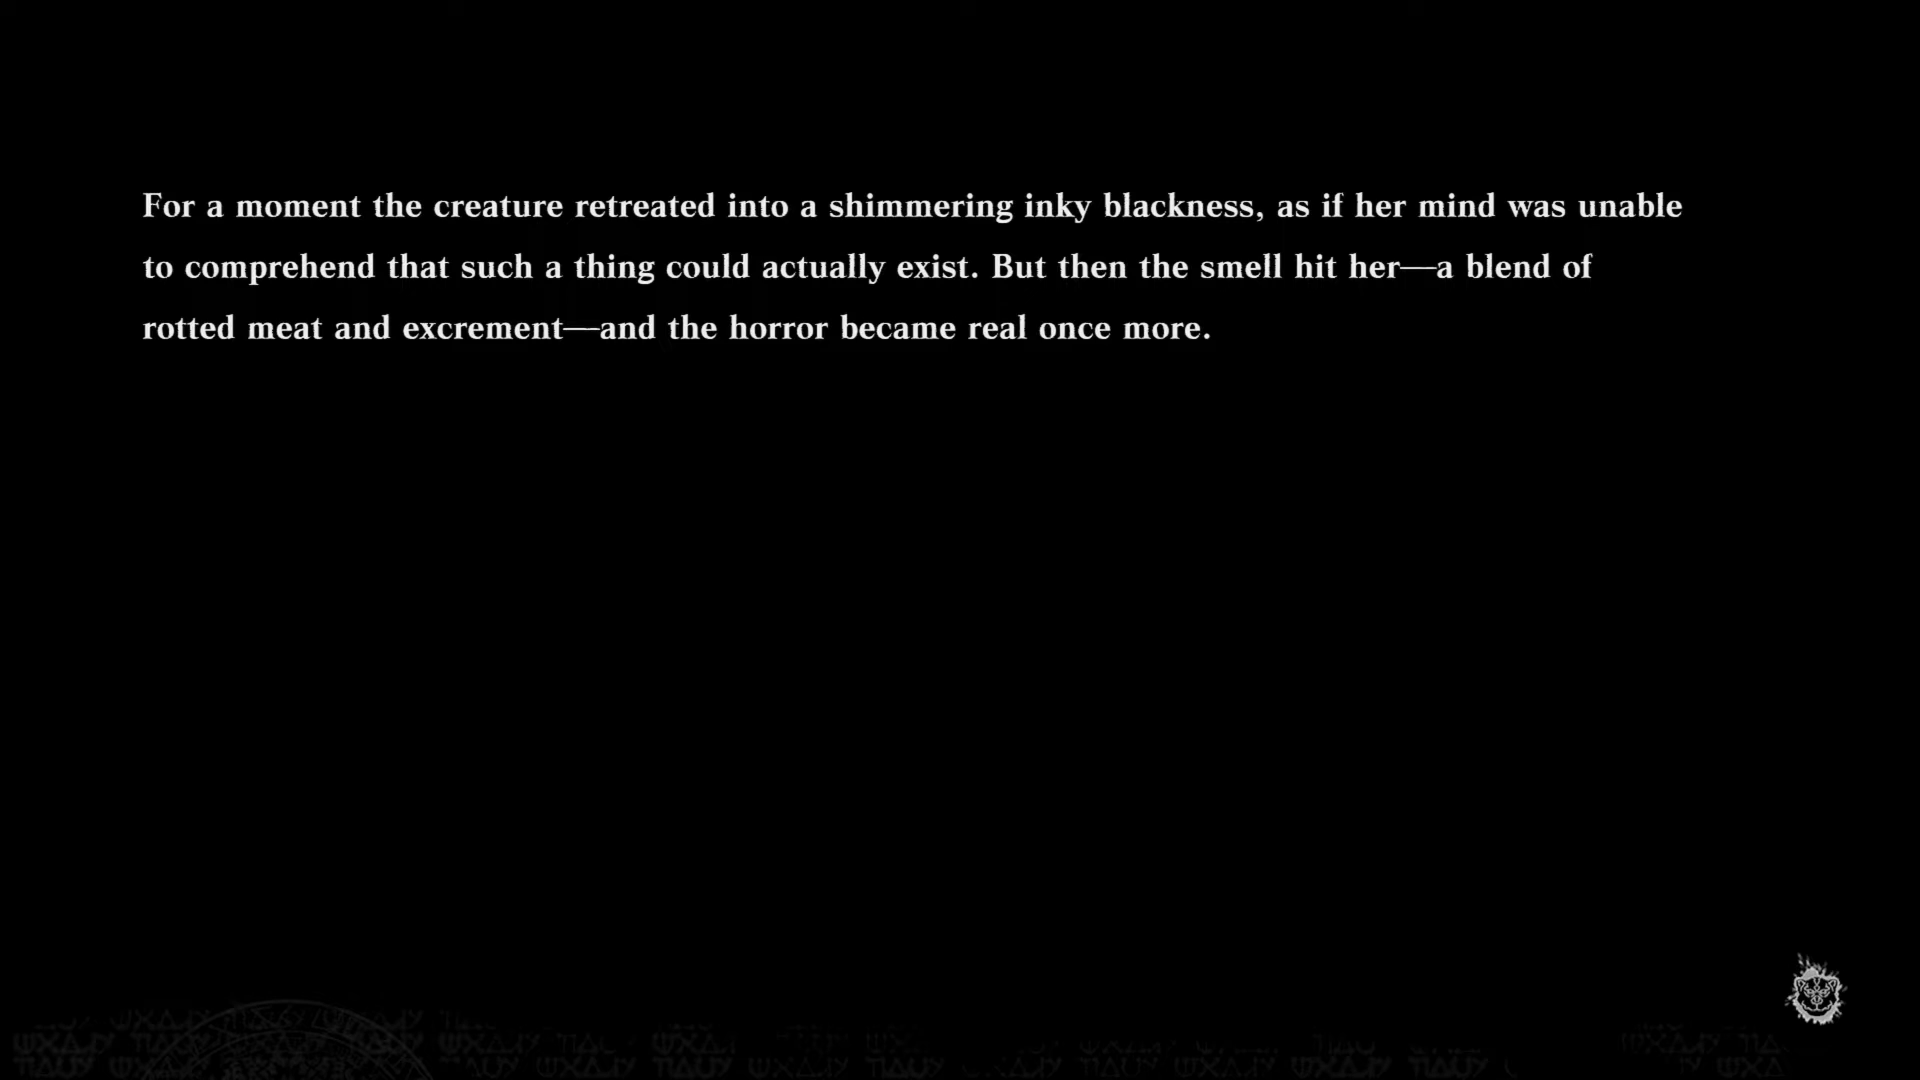 For a moment the creature retreated into a shimmering inky blackness, as if her mind was unable
to comprehend that such a thing could actually exist. But then the smell hit her—a blend of
rotted meat and excrement—and the horror became real once more.